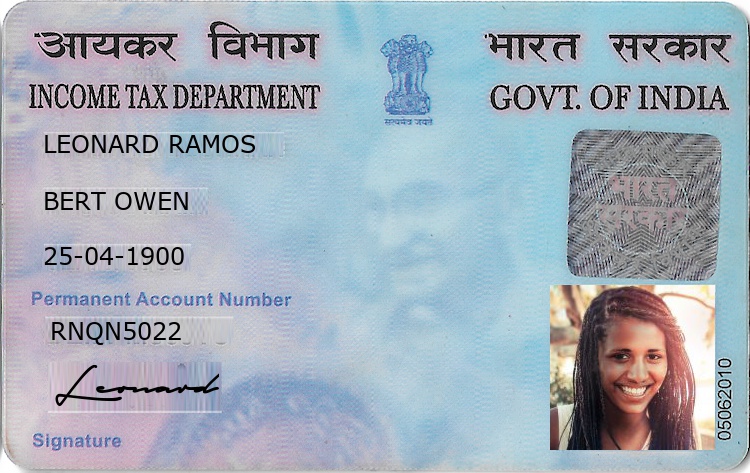 आयकर विभाग
भारत सरकार
INCOME TAX DEPARTMENT
GOVT. OF INDIA
सत्यमेव जयते
LEONARD RAMOS
BERT OWEN
25-04-1900
भारत
सरकार
Permanent Account Number
RNQN5022
Leonard
Signature
05062010